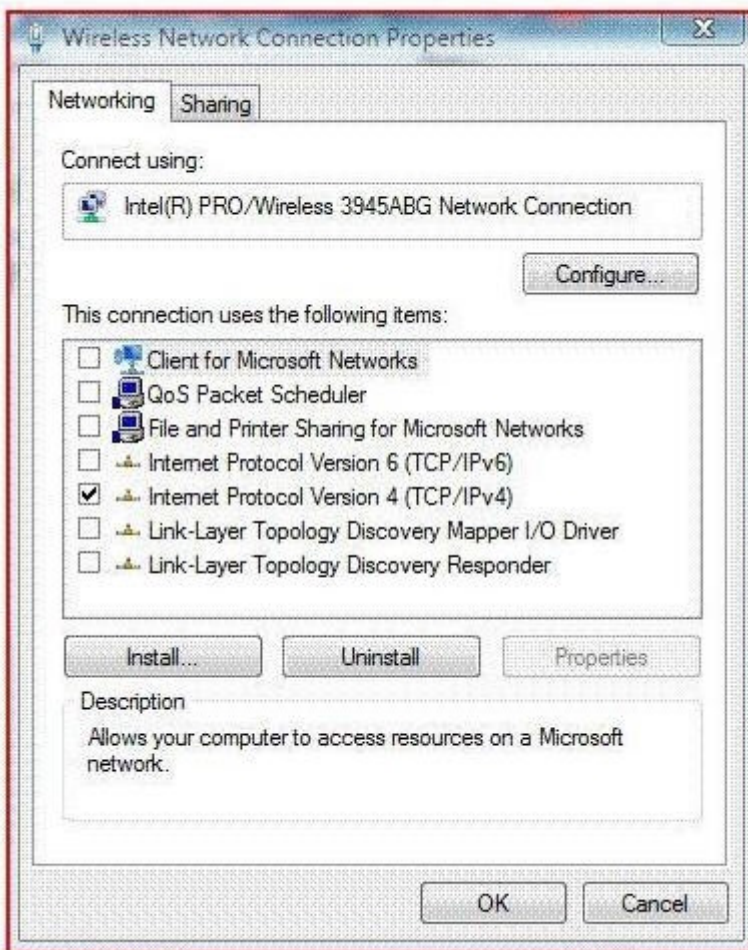 Wireless Network Connection Properties
Networking
Sharing
Connect using:
Intel(R) PRO/Wireless 3945ABG Network Connection
Configure...
This connection uses the following items:
Client for Microsoft Networks
QoS Packet Scheduler
File and Printer Sharing for Microsoft Networks
Internet Protocol Version 6 (TCP/IPv6)
Internet Protocol Version 4 (TCP/IPv4)
Link-Layer Topology Discovery Mapper I/O Driver
Link-Layer Topology Discovery Responder
Install...
Uninstall
Properties
Description
Allows your computer to access resources on a Microsoft
network.
OK
Cancel